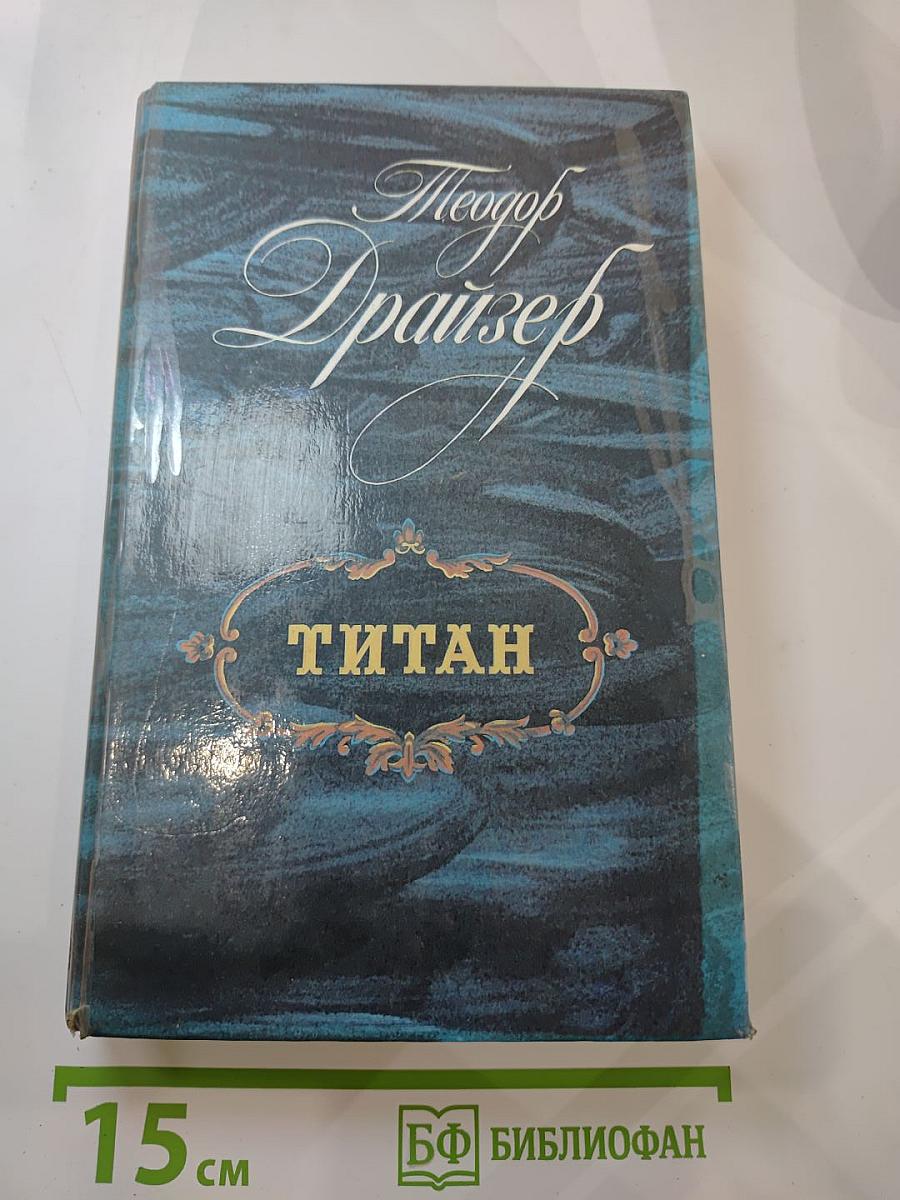 Теодор
Драйзер
ТИТАН
15 см
БФ БИБЛИОФАН